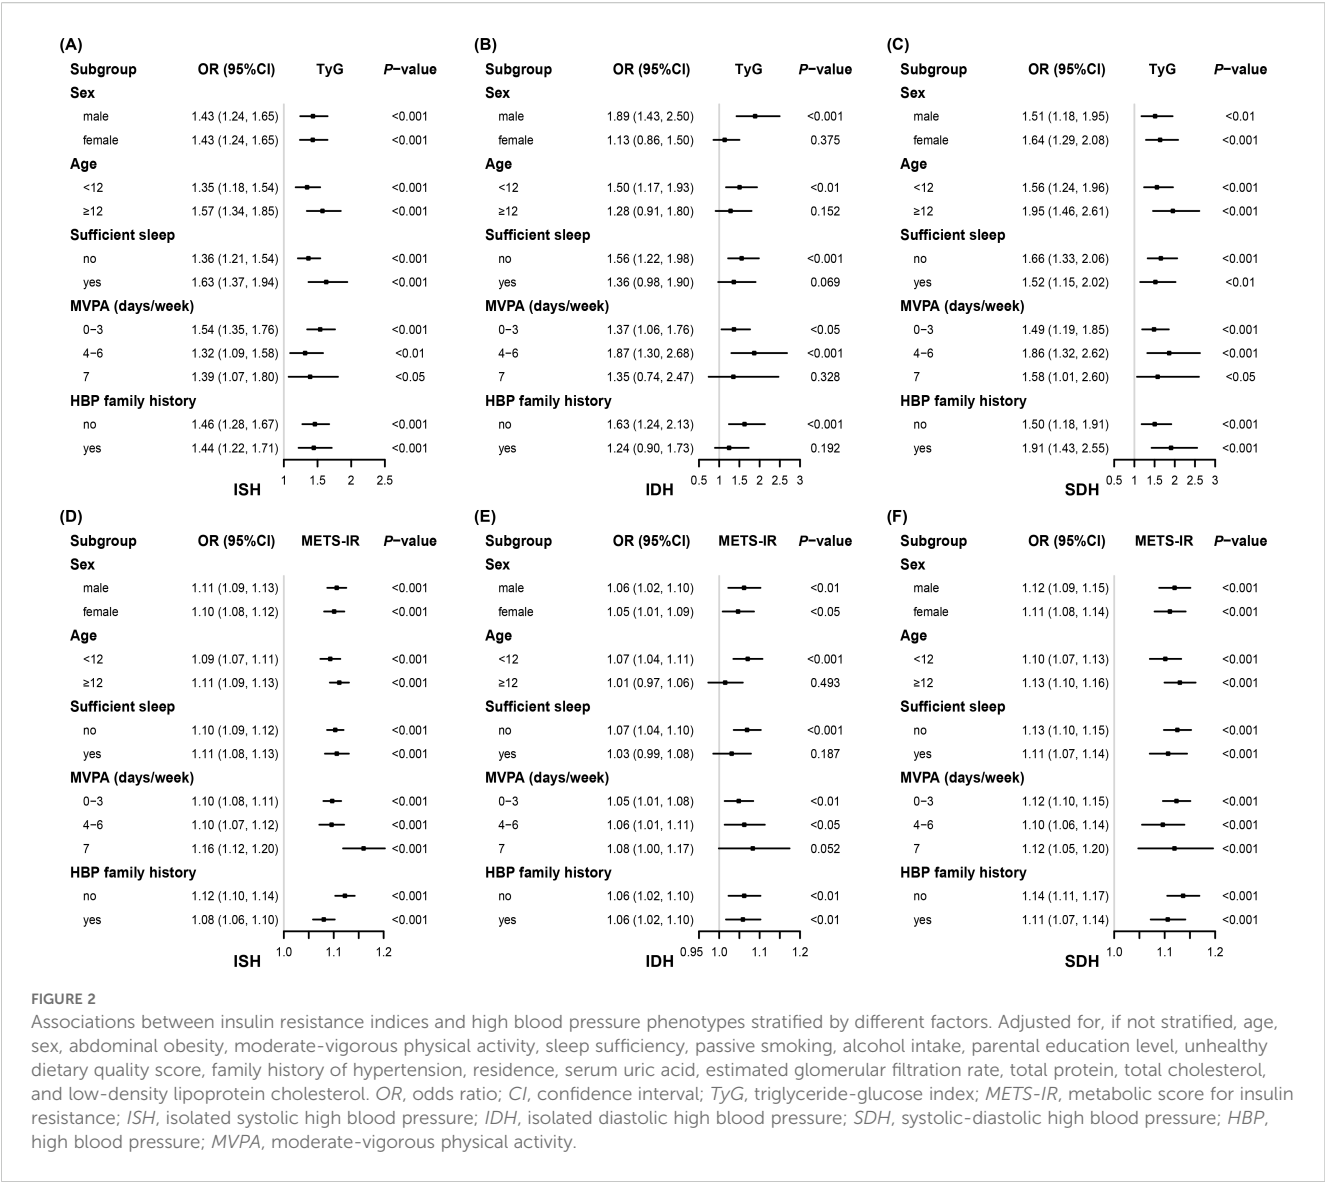 (A)
Subgroup OR (95%CI) TyG P−value
Sex
male 1.43 (1.24, 1.65) <0.001
female 1.43 (1.24, 1.65) <0.001
Age
<12 1.35 (1.18, 1.54) <0.001
≥12 1.57 (1.34, 1.85) <0.001
Sufficient sleep
no 1.36 (1.21, 1.54) <0.001
yes 1.63 (1.37, 1.94) <0.001
MVPA (days/week)
0−3 1.54 (1.35, 1.76) <0.001
4−6 1.32 (1.09, 1.58) <0.01
7 1.39 (1.07, 1.80) <0.05
HBP family history
no 1.46 (1.28, 1.67) <0.001
yes 1.44 (1.22, 1.71) <0.001
1 1.5 2 2.5
ISH
(B)
Subgroup OR (95%CI) TyG P−value
Sex
male 1.89 (1.43, 2.50) <0.001
female 1.13 (0.86, 1.50) 0.375
Age
<12 1.50 (1.17, 1.93) <0.01
≥12 1.28 (0.91, 1.80) 0.152
Sufficient sleep
no 1.56 (1.22, 1.98) <0.001
yes 1.36 (0.98, 1.90) 0.069
MVPA (days/week)
0−3 1.37 (1.06, 1.76) <0.05
4−6 1.87 (1.30, 2.68) <0.001
7 1.35 (0.74, 2.47) 0.328
HBP family history
no 1.63 (1.24, 2.13) <0.001
yes 1.24 (0.90, 1.73) 0.192
0.5 1 1.5 2 2.5 3
IDH
(C)
Subgroup OR (95%CI) TyG P−value
Sex
male 1.51 (1.18, 1.95) <0.01
female 1.64 (1.29, 2.08) <0.001
Age
<12 1.56 (1.24, 1.96) <0.001
≥12 1.95 (1.46, 2.61) <0.001
Sufficient sleep
no 1.66 (1.33, 2.06) <0.001
yes 1.52 (1.15, 2.02) <0.01
MVPA (days/week)
0−3 1.49 (1.19, 1.85) <0.001
4−6 1.86 (1.32, 2.62) <0.001
7 1.58 (1.01, 2.60) <0.05
HBP family history
no 1.50 (1.18, 1.91) <0.001
yes 1.91 (1.43, 2.55) <0.001
0.5 1 1.5 2 2.5 3
SDH
(D)
Subgroup OR (95%CI) METS-IR P−value
Sex
male 1.11 (1.09, 1.13) <0.001
female 1.10 (1.08, 1.12) <0.001
Age
<12 1.09 (1.07, 1.11) <0.001
≥12 1.11 (1.09, 1.13) <0.001
Sufficient sleep
no 1.10 (1.09, 1.12) <0.001
yes 1.11 (1.08, 1.13) <0.001
MVPA (days/week)
0−3 1.10 (1.08, 1.11) <0.001
4−6 1.10 (1.07, 1.12) <0.001
7 1.16 (1.12, 1.20) <0.001
HBP family history
no 1.12 (1.10, 1.14) <0.001
yes 1.08 (1.06, 1.10) <0.001
1.0 1.1 1.2
ISH
(E)
Subgroup OR (95%CI) METS-IR P−value
Sex
male 1.06 (1.02, 1.10) <0.01
female 1.05 (1.01, 1.09) <0.05
Age
<12 1.07 (1.04, 1.11) <0.001
≥12 1.01 (0.97, 1.06) 0.493
Sufficient sleep
no 1.07 (1.04, 1.10) <0.001
yes 1.03 (0.99, 1.08) 0.187
MVPA (days/week)
0−3 1.05 (1.01, 1.08) <0.01
4−6 1.06 (1.01, 1.11) <0.05
7 1.08 (1.00, 1.17) 0.052
HBP family history
no 1.06 (1.02, 1.10) <0.01
yes 1.06 (1.02, 1.10) <0.01
0.95 1.0 1.1 1.2
IDH
(F)
Subgroup OR (95%CI) METS-IR P−value
Sex
male 1.12 (1.09, 1.15) <0.001
female 1.11 (1.08, 1.14) <0.001
Age
<12 1.10 (1.07, 1.13) <0.001
≥12 1.13 (1.10, 1.16) <0.001
Sufficient sleep
no 1.13 (1.10, 1.15) <0.001
yes 1.11 (1.07, 1.14) <0.001
MVPA (days/week)
0−3 1.12 (1.10, 1.15) <0.001
4−6 1.10 (1.06, 1.14) <0.001
7 1.12 (1.05, 1.20) <0.001
HBP family history
no 1.14 (1.11, 1.17) <0.001
yes 1.11 (1.07, 1.14) <0.001
1.0 1.1 1.2
SDH
FIGURE 2
Associations between insulin resistance indices and high blood pressure phenotypes stratified by different factors. Adjusted for, if not stratified, age,
sex, abdominal obesity, moderate-vigorous physical activity, sleep sufficiency, passive smoking, alcohol intake, parental education level, unhealthy
dietary quality score, family history of hypertension, residence, serum uric acid, estimated glomerular filtration rate, total protein, total cholesterol,
and low-density lipoprotein cholesterol. OR, odds ratio; CI, confidence interval; TyG, triglyceride-glucose index; METS-IR, metabolic score for insulin
resistance; ISH, isolated systolic high blood pressure; IDH, isolated diastolic high blood pressure; SDH, systolic-diastolic high blood pressure; HBP,
high blood pressure; MVPA, moderate-vigorous physical activity.